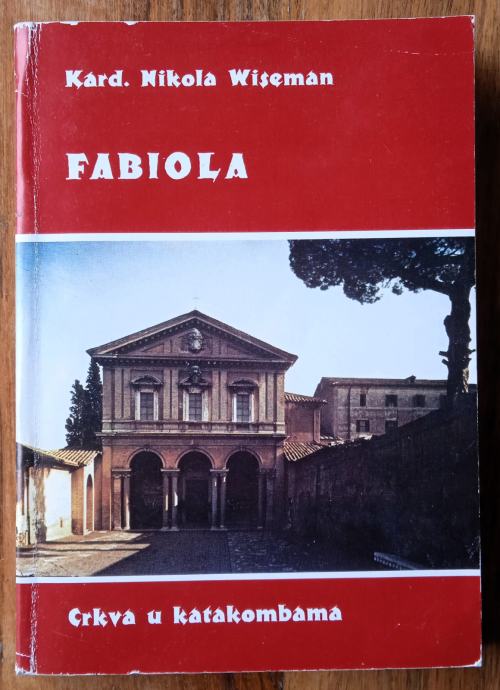 Kard. Nikola Wiseman
FABIOLA
Crkva u katakombama